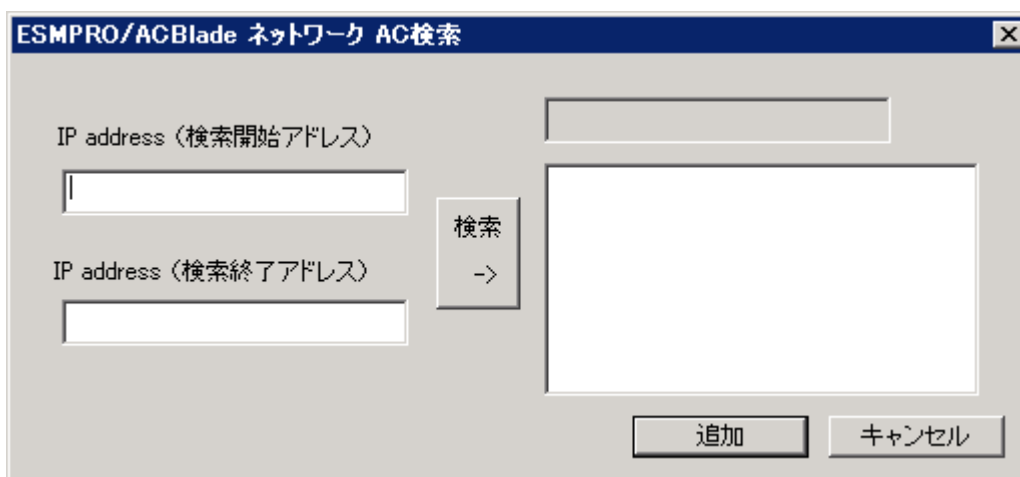 ESMPRO/ACBlade ネットワーク AC検索
IP address（検索開始アドレス）
検索
->
IP address（検索終了アドレス）
追加
キャンセル